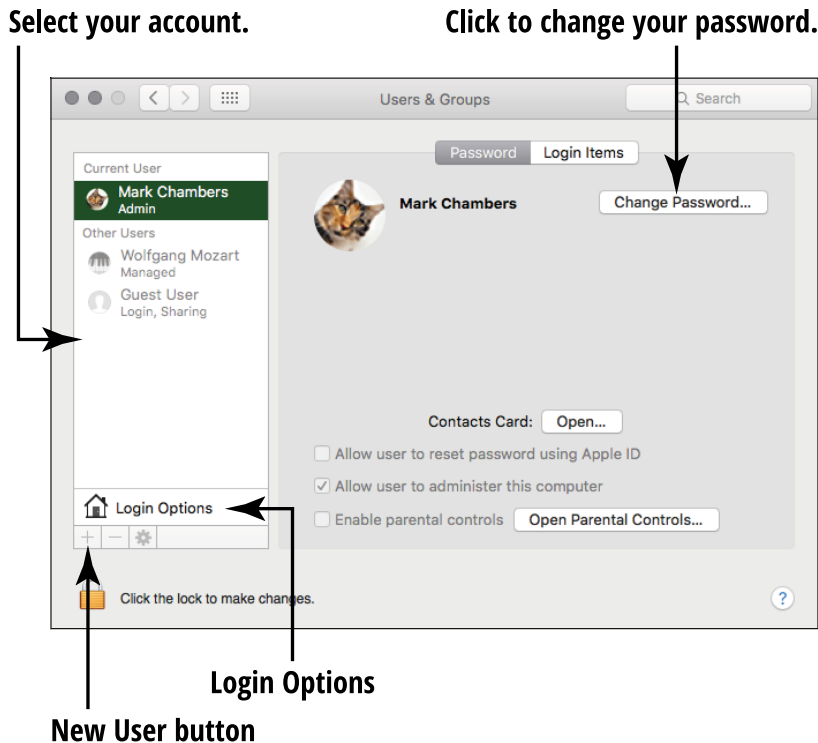 Select your account.
Click to change your password.
Users & Groups
Search
Password
Login Items
Current User
Mark Chambers
Admin
Other Users
Wolfgang Mozart
Managed
Guest User
Login, Sharing
Login Options
Mark Chambers
Change Password...
Contacts Card:
Open...
Allow user to reset password using Apple ID
Allow user to administer this computer
Enable parental controls
Open Parental Controls...
Click the lock to make changes.
?
Login Options
New User button